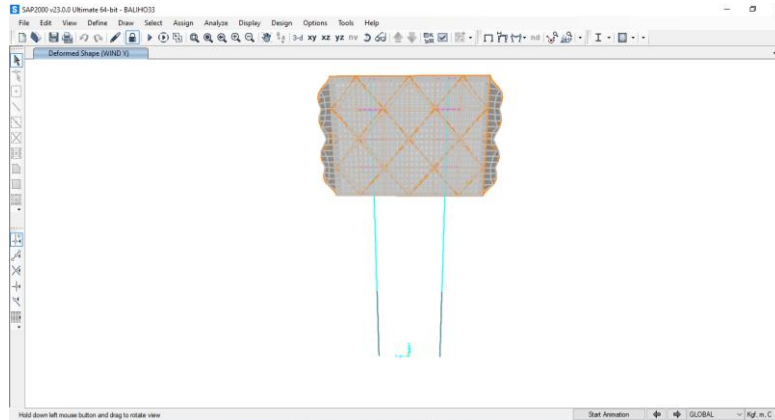 SAP2000 v23.0.0 Ultimate 64-bit - BALIHO33
File Edit View Define Draw Select Assign Analyze Display Design Options Tools Help
3-d xy xz yz nv nd
Deformed Shape (WIND Y)
Hold down left mouse button and drag to rotate view Start Animation GLOBAL Kgf, m, C